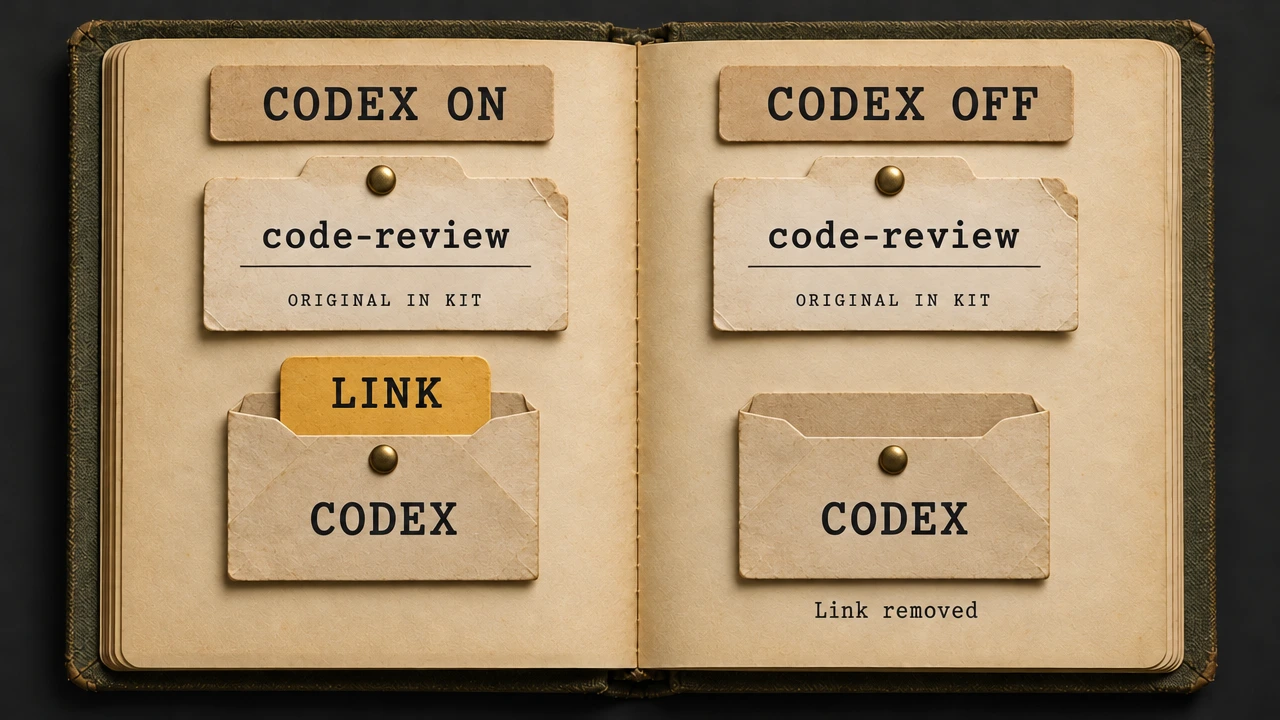 CODEX ON
code-review
ORIGINAL IN KIT
LINK
CODEX
CODEX OFF
code-review
ORIGINAL IN KIT
CODEX
Link removed